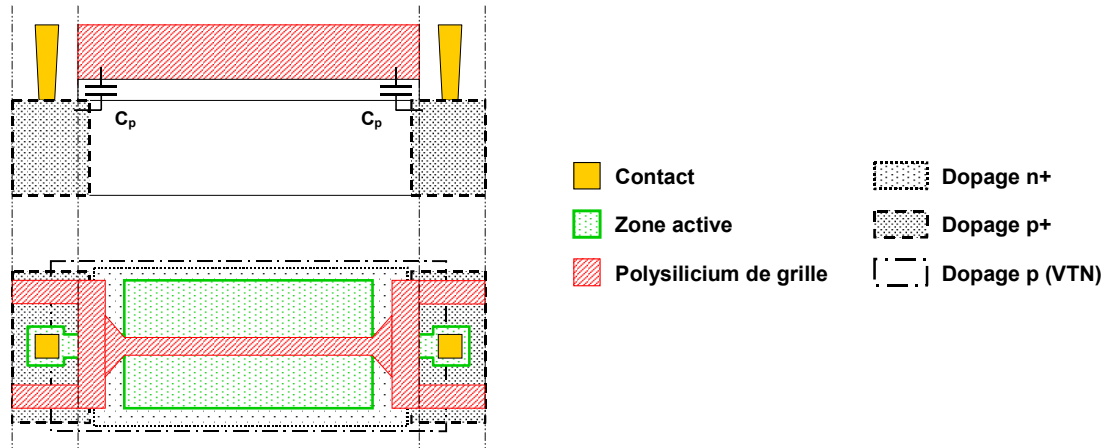 Cp Cp
Contact Dopage n+
Zone active Dopage p+
Polysilicium de grille Dopage p (VTN)